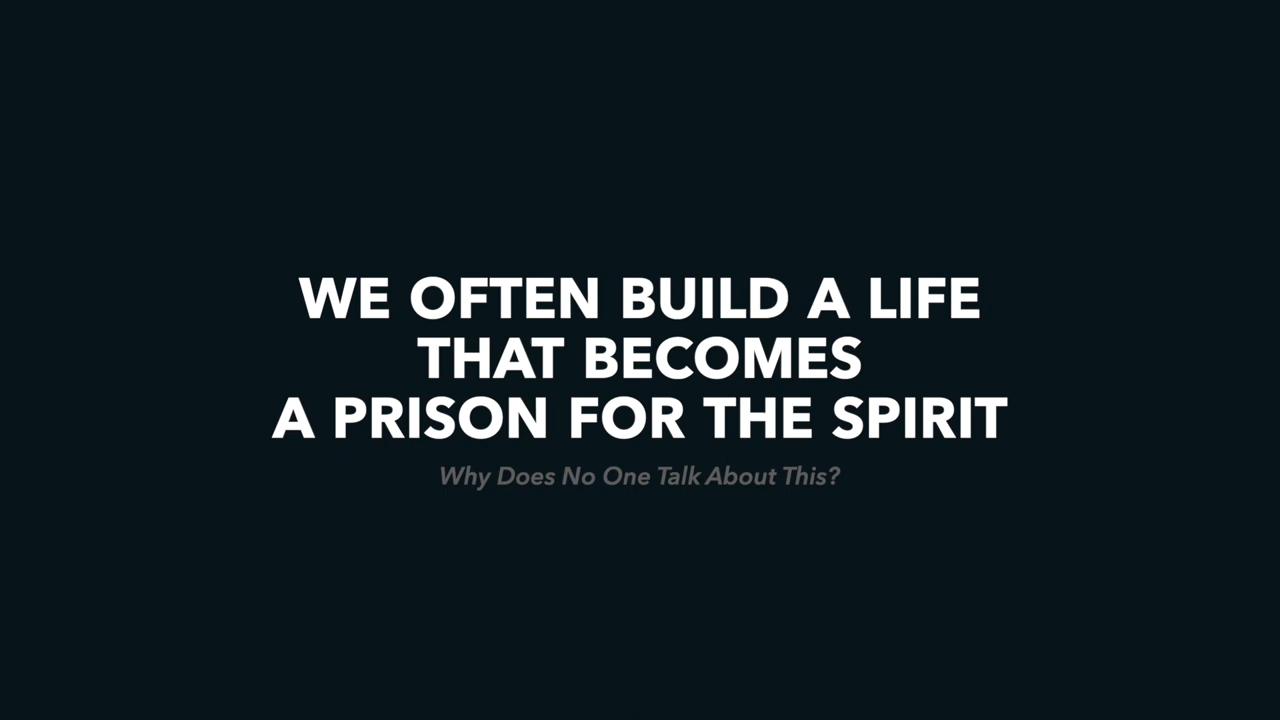 WE OFTEN BUILD A LIFE
THAT BECOMES
A PRISON FOR THE SPIRIT
Why Does No One Talk About This?